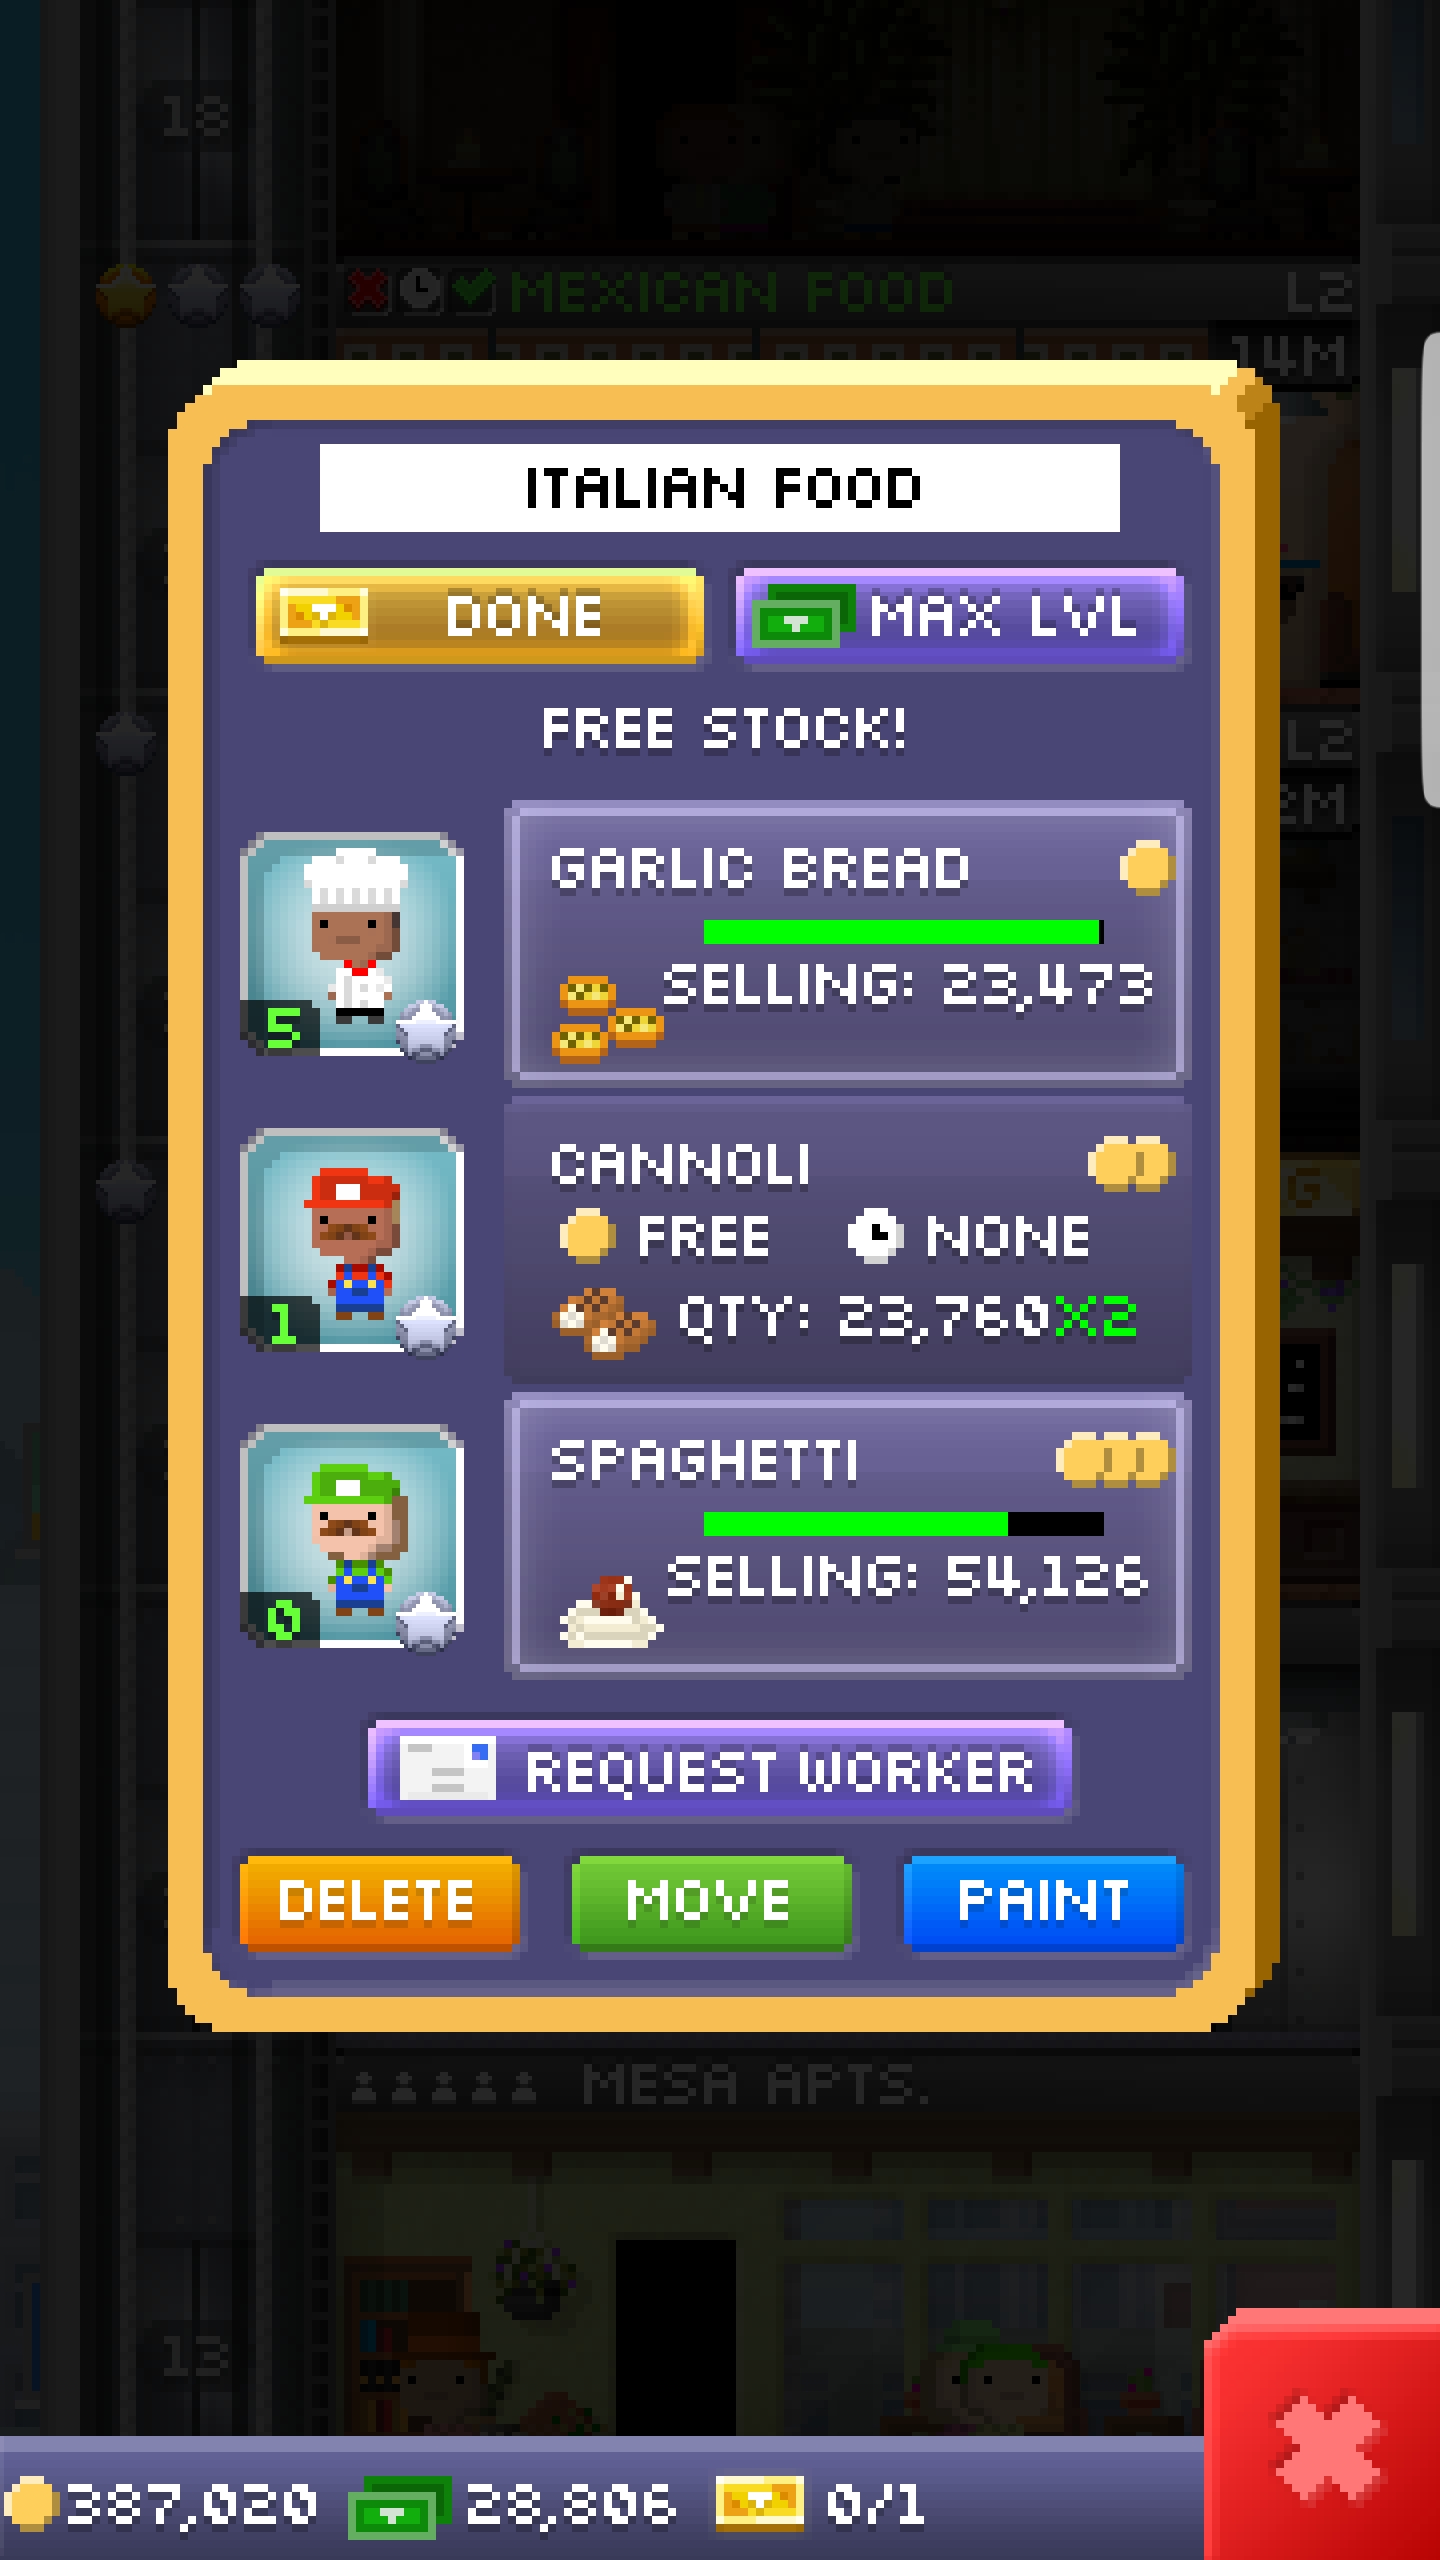 18
MEXICAN FOOD L2
14M
ITALIAN FOOD
DONE MAX LVL
FREE STOCK!
L2
2M
GARLIC BREAD
SELLING: 23,473
5
CANNOLI
FREE NONE
QTY: 23,760X2
1
SPAGHETTI
SELLING: 54,126
0
REQUEST WORKER
DELETE MOVE PAINT
MESA APTS.
13
387,020 28,806 0/1